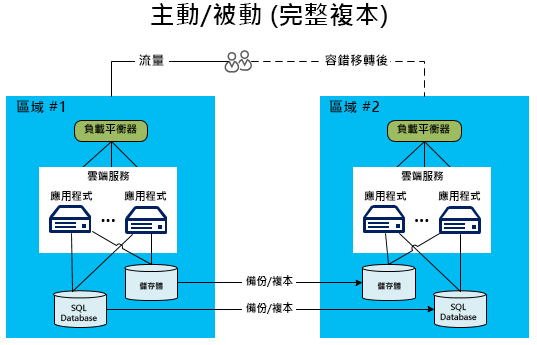 主動/被動 (完整複本)
流量
容錯移轉後
區域 #1
區域 #2
負載平衡器
負載平衡器
雲端服務
雲端服務
應用程式
應用程式
應用程式
應用程式
...
...
儲存體
備份/複本
儲存體
SQL
Database
備份/複本
SQL
Database